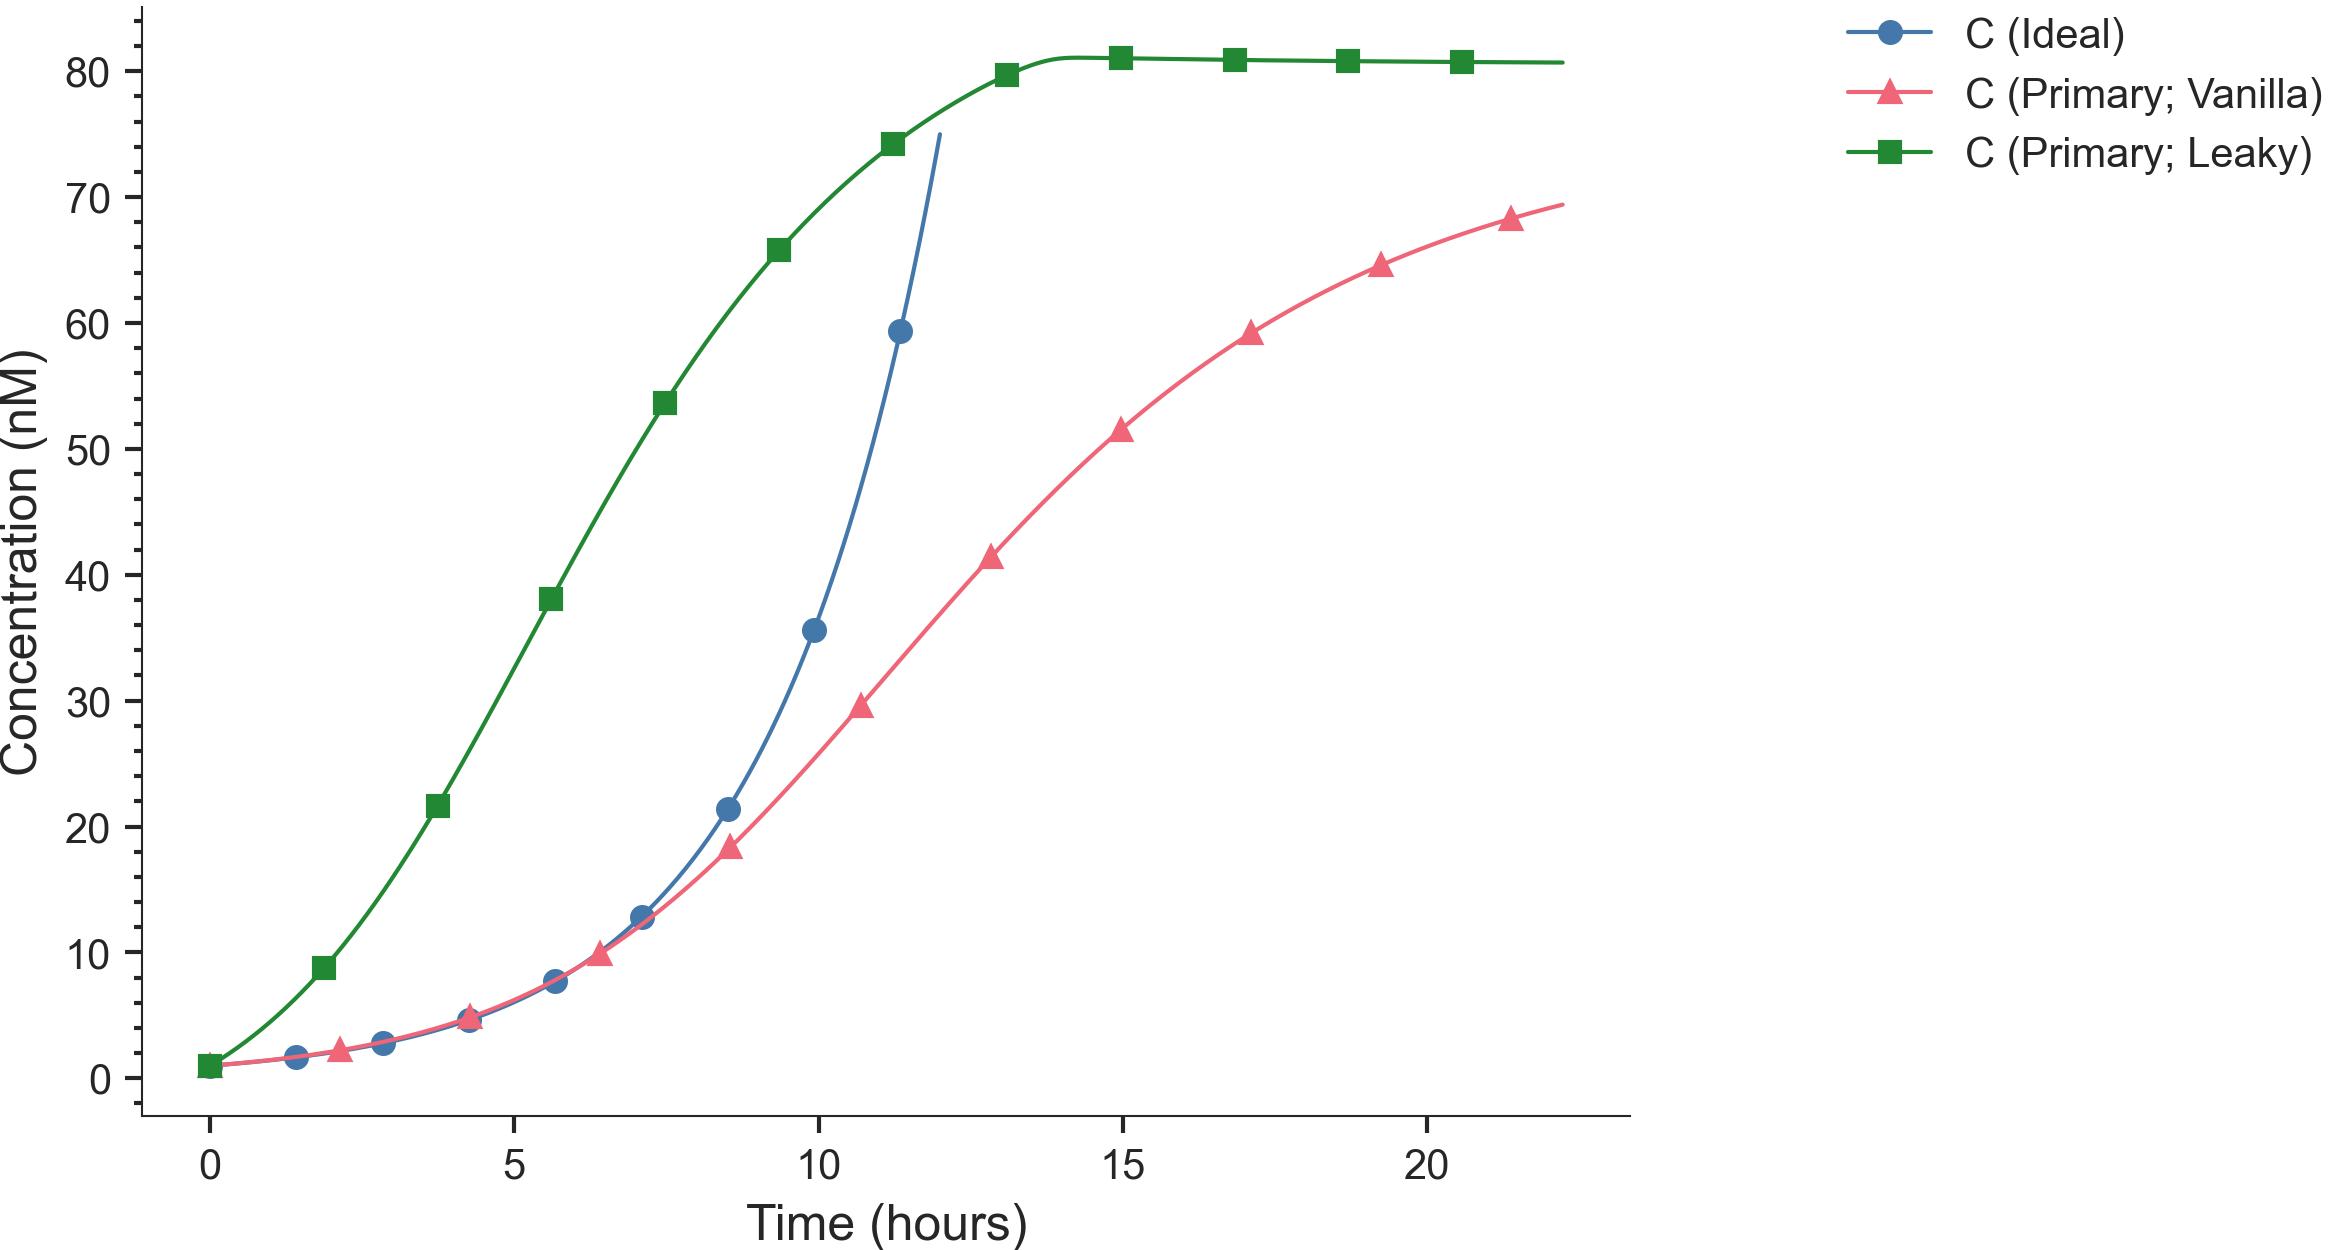 C (Ideal)
C (Primary; Vanilla)
C (Primary; Leaky)
Concentration (nM)
80
70
60
50
40
30
20
10
0
0 5 10 15 20
Time (hours)